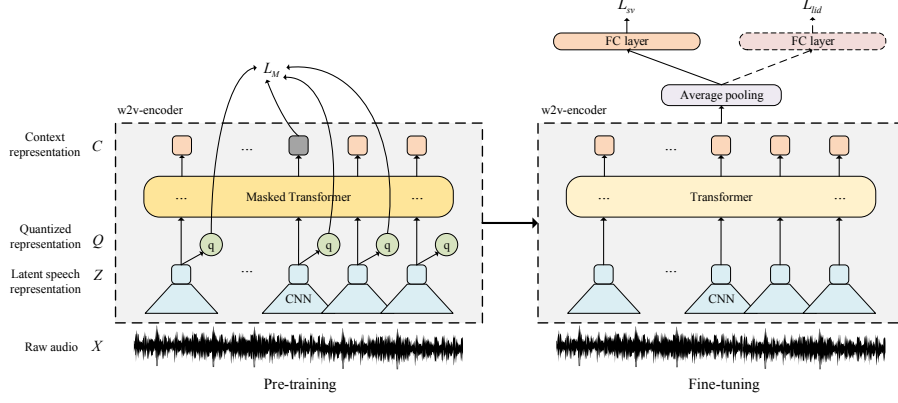 L_sv
L_lid
FC layer
FC layer
L_M
Average pooling
w2v-encoder
w2v-encoder
Context
representation
C
...
...
... Masked Transformer ...
... Transformer ...
Quantized
representation
Q
q
q
q
q
Latent speech
representation
Z
...
...
CNN
CNN
Raw audio
X
Pre-training
Fine-tuning